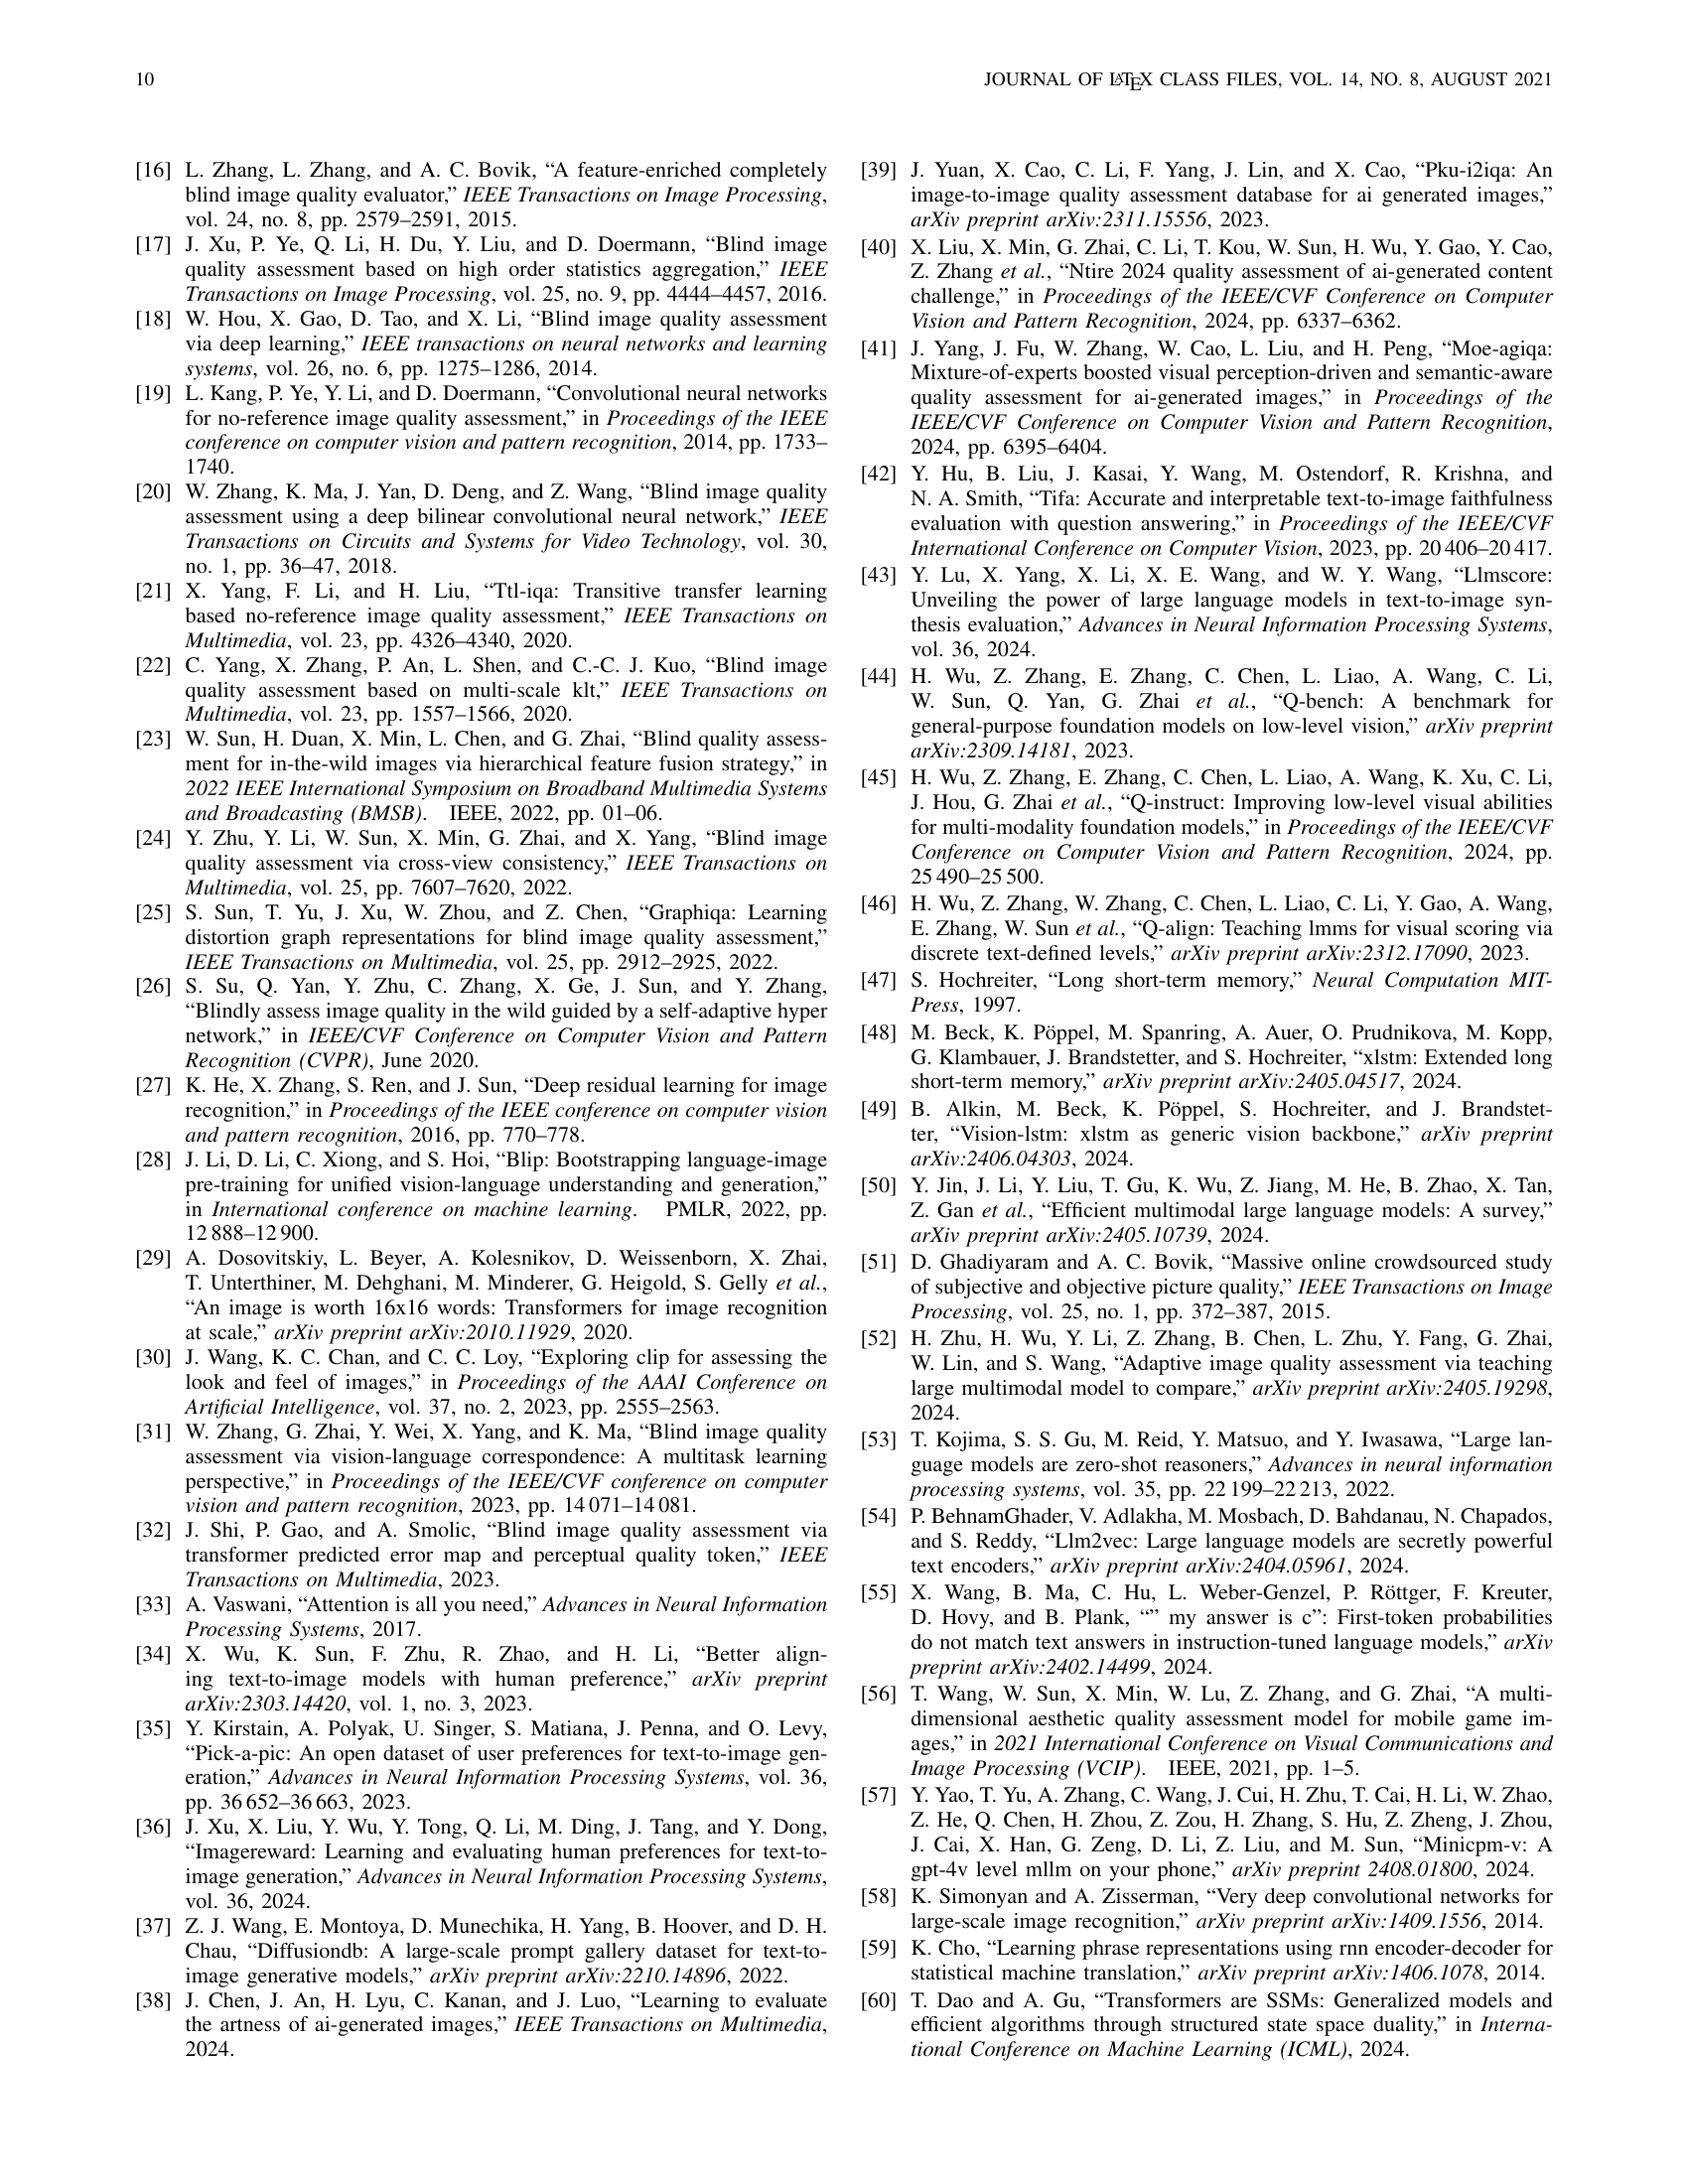 10
JOURNAL OF LATEX CLASS FILES, VOL. 14, NO. 8, AUGUST 2021
[16] L. Zhang, L. Zhang, and A. C. Bovik, “A feature-enriched completely
blind image quality evaluator,” IEEE Transactions on Image Processing,
vol. 24, no. 8, pp. 2579–2591, 2015.
[17] J. Xu, P. Ye, Q. Li, H. Du, Y. Liu, and D. Doermann, “Blind image
quality assessment based on high order statistics aggregation,” IEEE
Transactions on Image Processing, vol. 25, no. 9, pp. 4444–4457, 2016.
[18] W. Hou, X. Gao, D. Tao, and X. Li, “Blind image quality assessment
via deep learning,” IEEE transactions on neural networks and learning
systems, vol. 26, no. 6, pp. 1275–1286, 2014.
[19] L. Kang, P. Ye, Y. Li, and D. Doermann, “Convolutional neural networks
for no-reference image quality assessment,” in Proceedings of the IEEE
conference on computer vision and pattern recognition, 2014, pp. 1733–
1740.
[20] W. Zhang, K. Ma, J. Yan, D. Deng, and Z. Wang, “Blind image quality
assessment using a deep bilinear convolutional neural network,” IEEE
Transactions on Circuits and Systems for Video Technology, vol. 30,
no. 1, pp. 36–47, 2018.
[21] X. Yang, F. Li, and H. Liu, “Ttl-iqa: Transitive transfer learning
based no-reference image quality assessment,” IEEE Transactions on
Multimedia, vol. 23, pp. 4326–4340, 2020.
[22] C. Yang, X. Zhang, P. An, L. Shen, and C.-C. J. Kuo, “Blind image
quality assessment based on multi-scale klt,” IEEE Transactions on
Multimedia, vol. 23, pp. 1557–1566, 2020.
[23] W. Sun, H. Duan, X. Min, L. Chen, and G. Zhai, “Blind quality assess-
ment for in-the-wild images via hierarchical feature fusion strategy,” in
2022 IEEE International Symposium on Broadband Multimedia Systems
and Broadcasting (BMSB). IEEE, 2022, pp. 01–06.
[24] Y. Zhu, Y. Li, W. Sun, X. Min, G. Zhai, and X. Yang, “Blind image
quality assessment via cross-view consistency,” IEEE Transactions on
Multimedia, vol. 25, pp. 7607–7620, 2022.
[25] S. Sun, T. Yu, J. Xu, W. Zhou, and Z. Chen, “Graphiqa: Learning
distortion graph representations for blind image quality assessment,”
IEEE Transactions on Multimedia, vol. 25, pp. 2912–2925, 2022.
[26] S. Su, Q. Yan, Y. Zhu, C. Zhang, X. Ge, J. Sun, and Y. Zhang,
“Blindly assess image quality in the wild guided by a self-adaptive hyper
network,” in IEEE/CVF Conference on Computer Vision and Pattern
Recognition (CVPR), June 2020.
[27] K. He, X. Zhang, S. Ren, and J. Sun, “Deep residual learning for image
recognition,” in Proceedings of the IEEE conference on computer vision
and pattern recognition, 2016, pp. 770–778.
[28] J. Li, D. Li, C. Xiong, and S. Hoi, “Blip: Bootstrapping language-image
pre-training for unified vision-language understanding and generation,”
in International conference on machine learning. PMLR, 2022, pp.
12 888–12 900.
[29] A. Dosovitskiy, L. Beyer, A. Kolesnikov, D. Weissenborn, X. Zhai,
T. Unterthiner, M. Dehghani, M. Minderer, G. Heigold, S. Gelly et al.,
“An image is worth 16x16 words: Transformers for image recognition
at scale,” arXiv preprint arXiv:2010.11929, 2020.
[30] J. Wang, K. C. Chan, and C. C. Loy, “Exploring clip for assessing the
look and feel of images,” in Proceedings of the AAAI Conference on
Artificial Intelligence, vol. 37, no. 2, 2023, pp. 2555–2563.
[31] W. Zhang, G. Zhai, Y. Wei, X. Yang, and K. Ma, “Blind image quality
assessment via vision-language correspondence: A multitask learning
perspective,” in Proceedings of the IEEE/CVF conference on computer
vision and pattern recognition, 2023, pp. 14 071–14 081.
[32] J. Shi, P. Gao, and A. Smolic, “Blind image quality assessment via
transformer predicted error map and perceptual quality token,” IEEE
Transactions on Multimedia, 2023.
[33] A. Vaswani, “Attention is all you need,” Advances in Neural Information
Processing Systems, 2017.
[34] X. Wu, K. Sun, F. Zhu, R. Zhao, and H. Li, “Better align-
ing text-to-image models with human preference,” arXiv preprint
arXiv:2303.14420, vol. 1, no. 3, 2023.
[35] Y. Kirstain, A. Polyak, U. Singer, S. Matiana, J. Penna, and O. Levy,
“Pick-a-pic: An open dataset of user preferences for text-to-image gen-
eration,” Advances in Neural Information Processing Systems, vol. 36,
pp. 36 652–36 663, 2023.
[36] J. Xu, X. Liu, Y. Wu, Y. Tong, Q. Li, M. Ding, J. Tang, and Y. Dong,
“Imagereward: Learning and evaluating human preferences for text-to-
image generation,” Advances in Neural Information Processing Systems,
vol. 36, 2024.
[37] Z. J. Wang, E. Montoya, D. Munechika, H. Yang, B. Hoover, and D. H.
Chau, “Diffusiondb: A large-scale prompt gallery dataset for text-to-
image generative models,” arXiv preprint arXiv:2210.14896, 2022.
[38] J. Chen, J. An, H. Lyu, C. Kanan, and J. Luo, “Learning to evaluate
the artness of ai-generated images,” IEEE Transactions on Multimedia,
2024.
[39] J. Yuan, X. Cao, C. Li, F. Yang, J. Lin, and X. Cao, “Pku-i2iqa: An
image-to-image quality assessment database for ai generated images,”
arXiv preprint arXiv:2311.15556, 2023.
[40] X. Liu, X. Min, G. Zhai, C. Li, T. Kou, W. Sun, H. Wu, Y. Gao, Y. Cao,
Z. Zhang et al., “Ntire 2024 quality assessment of ai-generated content
challenge,” in Proceedings of the IEEE/CVF Conference on Computer
Vision and Pattern Recognition, 2024, pp. 6337–6362.
[41] J. Yang, J. Fu, W. Zhang, W. Cao, L. Liu, and H. Peng, “Moe-agiqa:
Mixture-of-experts boosted visual perception-driven and semantic-aware
quality assessment for ai-generated images,” in Proceedings of the
IEEE/CVF Conference on Computer Vision and Pattern Recognition,
2024, pp. 6395–6404.
[42] Y. Hu, B. Liu, J. Kasai, Y. Wang, M. Ostendorf, R. Krishna, and
N. A. Smith, “Tifa: Accurate and interpretable text-to-image faithfulness
evaluation with question answering,” in Proceedings of the IEEE/CVF
International Conference on Computer Vision, 2023, pp. 20 406–20 417.
[43] Y. Lu, X. Yang, X. Li, X. E. Wang, and W. Y. Wang, “Llmscore:
Unveiling the power of large language models in text-to-image syn-
thesis evaluation,” Advances in Neural Information Processing Systems,
vol. 36, 2024.
[44] H. Wu, Z. Zhang, E. Zhang, C. Chen, L. Liao, A. Wang, C. Li,
W. Sun, Q. Yan, G. Zhai et al., “Q-bench: A benchmark for
general-purpose foundation models on low-level vision,” arXiv preprint
arXiv:2309.14181, 2023.
[45] H. Wu, Z. Zhang, E. Zhang, C. Chen, L. Liao, A. Wang, K. Xu, C. Li,
J. Hou, G. Zhai et al., “Q-instruct: Improving low-level visual abilities
for multi-modality foundation models,” in Proceedings of the IEEE/CVF
Conference on Computer Vision and Pattern Recognition, 2024, pp.
25 490–25 500.
[46] H. Wu, Z. Zhang, W. Zhang, C. Chen, L. Liao, C. Li, Y. Gao, A. Wang,
E. Zhang, W. Sun et al., “Q-align: Teaching lmms for visual scoring via
discrete text-defined levels,” arXiv preprint arXiv:2312.17090, 2023.
[47] S. Hochreiter, “Long short-term memory,” Neural Computation MIT-
Press, 1997.
[48] M. Beck, K. Pöppel, M. Spanring, A. Auer, O. Prudnikova, M. Kopp,
G. Klambauer, J. Brandstetter, and S. Hochreiter, “xlstm: Extended long
short-term memory,” arXiv preprint arXiv:2405.04517, 2024.
[49] B. Alkin, M. Beck, K. Pöppel, S. Hochreiter, and J. Brandstet-
ter, “Vision-lstm: xlstm as generic vision backbone,” arXiv preprint
arXiv:2406.04303, 2024.
[50] Y. Jin, J. Li, Y. Liu, T. Gu, K. Wu, Z. Jiang, M. He, B. Zhao, X. Tan,
Z. Gan et al., “Efficient multimodal large language models: A survey,”
arXiv preprint arXiv:2405.10739, 2024.
[51] D. Ghadiyaram and A. C. Bovik, “Massive online crowdsourced study
of subjective and objective picture quality,” IEEE Transactions on Image
Processing, vol. 25, no. 1, pp. 372–387, 2015.
[52] H. Zhu, H. Wu, Y. Li, Z. Zhang, B. Chen, L. Zhu, Y. Fang, G. Zhai,
W. Lin, and S. Wang, “Adaptive image quality assessment via teaching
large multimodal model to compare,” arXiv preprint arXiv:2405.19298,
2024.
[53] T. Kojima, S. S. Gu, M. Reid, Y. Matsuo, and Y. Iwasawa, “Large lan-
guage models are zero-shot reasoners,” Advances in neural information
processing systems, vol. 35, pp. 22 199–22 213, 2022.
[54] P. BehnamGhader, V. Adlakha, M. Mosbach, D. Bahdanau, N. Chapados,
and S. Reddy, “Llm2vec: Large language models are secretly powerful
text encoders,” arXiv preprint arXiv:2404.05961, 2024.
[55] X. Wang, B. Ma, C. Hu, L. Weber-Genzel, P. Röttger, F. Kreuter,
D. Hovy, and B. Plank, “” my answer is c”: First-token probabilities
do not match text answers in instruction-tuned language models,” arXiv
preprint arXiv:2402.14499, 2024.
[56] T. Wang, W. Sun, X. Min, W. Lu, Z. Zhang, and G. Zhai, “A multi-
dimensional aesthetic quality assessment model for mobile game im-
ages,” in 2021 International Conference on Visual Communications and
Image Processing (VCIP). IEEE, 2021, pp. 1–5.
[57] Y. Yao, T. Yu, A. Zhang, C. Wang, J. Cui, H. Zhu, T. Cai, H. Li, W. Zhao,
Z. He, Q. Chen, H. Zhou, Z. Zou, H. Zhang, S. Hu, Z. Zheng, J. Zhou,
J. Cai, X. Han, G. Zeng, D. Li, Z. Liu, and M. Sun, “Minicpm-v: A
gpt-4v level mllm on your phone,” arXiv preprint 2408.01800, 2024.
[58] K. Simonyan and A. Zisserman, “Very deep convolutional networks for
large-scale image recognition,” arXiv preprint arXiv:1409.1556, 2014.
[59] K. Cho, “Learning phrase representations using rnn encoder-decoder for
statistical machine translation,” arXiv preprint arXiv:1406.1078, 2014.
[60] T. Dao and A. Gu, “Transformers are SSMs: Generalized models and
efficient algorithms through structured state space duality,” in Interna-
tional Conference on Machine Learning (ICML), 2024.